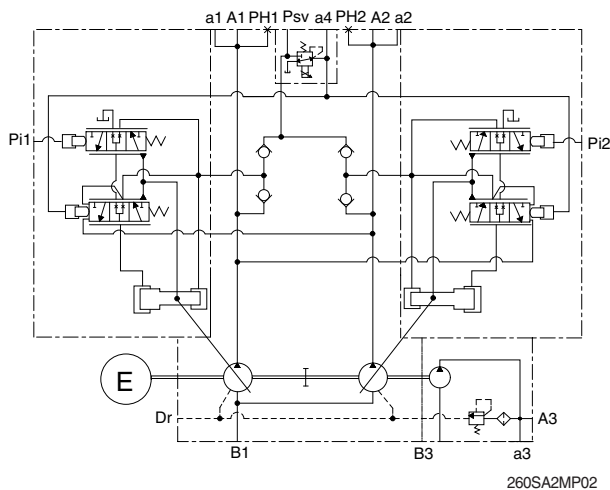 a1 A1 PH1 Psv a4 PH2 A2 a2
Pi1 Pi2
E
Dr A3
B1 B3 a3
260SA2MP02